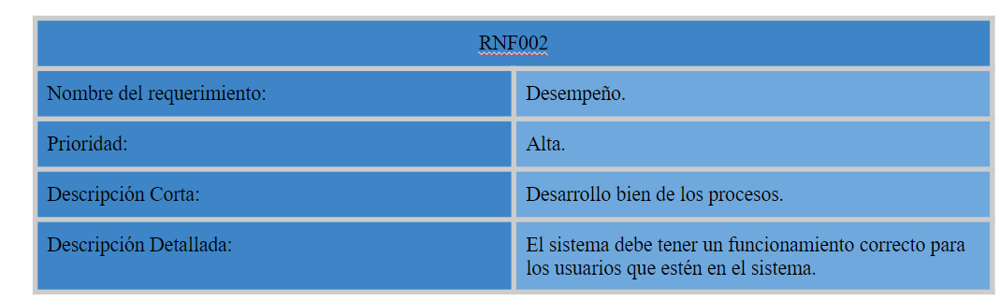 RNF002
Nombre del requerimiento:
Desempeño.
Prioridad:
Alta.
Descripción Corta:
Desarrollo bien de los procesos.
Descripción Detallada:
El sistema debe tener un funcionamiento correcto para
los usuarios que estén en el sistema.